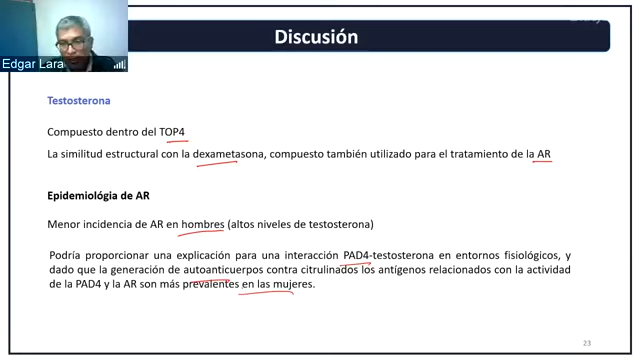 Discusión
Edgar Lara
Testosterona
Compuesto dentro del TOP4
La similitud estructural con la dexametasona, compuesto también utilizado para el tratamiento de la AR
Epidemiológia de AR
Menor incidencia de AR en hombres (altos niveles de testosterona)
Podría proporcionar una explicación para una interacción PAD4-testosterona en entornos fisiológicos, y
dado que la generación de autoanticuerpos contra citrulinados los antígenos relacionados con la actividad
de la PAD4 y la AR son más prevalentes en las mujeres.
23